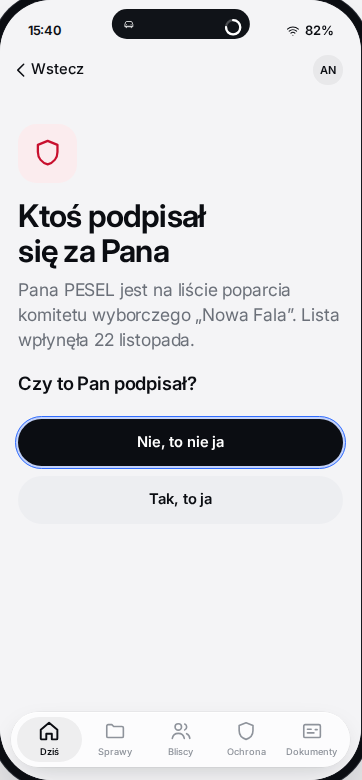 15:40
82%
Wstecz
AN
Ktoś podpisał
się za Pana
Pana PESEL jest na liście poparcia
komitetu wyborczego „Nowa Fala”. Lista
wpłynęła 22 listopada.
Czy to Pan podpisał?
Nie, to nie ja
Tak, to ja
Dziś
Sprawy
Bliscy
Ochrona
Dokumenty